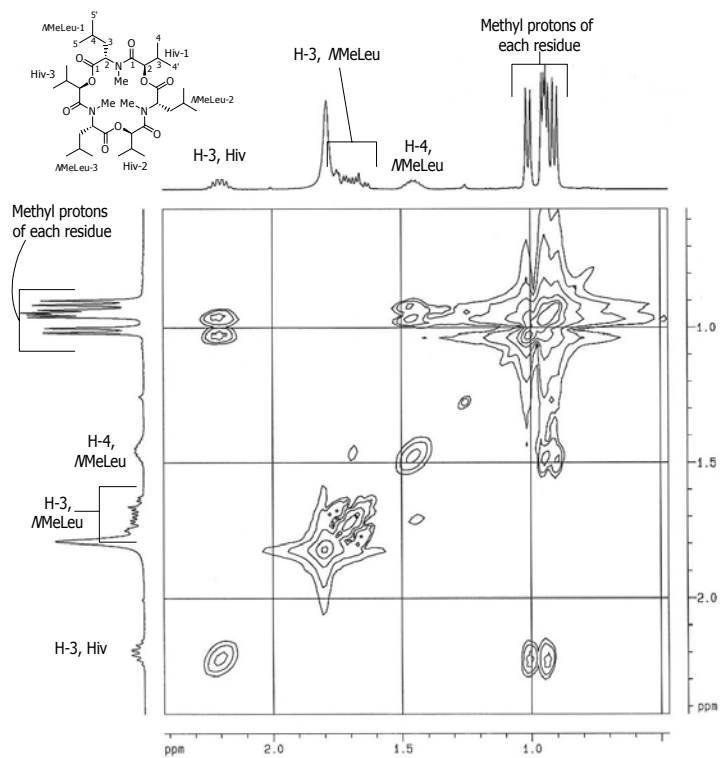 5'
NMeLeu-1
4
3
5
2
1
O
N
Me
O
1
Hiv-1
4
3
4'
2
O
Hiv-3
O
O
O
N
Me
Me
N
NMeLeu-2
O
O
O
NMeLeu-3
Hiv-2
H-3, Hiv
H-3, NMeLeu
H-4,
NMeLeu
Methyl protons of
each residue
Methyl protons
of each residue
H-4,
NMeLeu
H-3,
NMeLeu
H-3, Hiv
1.0
1.5
2.0
ppm
ppm
2.0
1.5
1.0